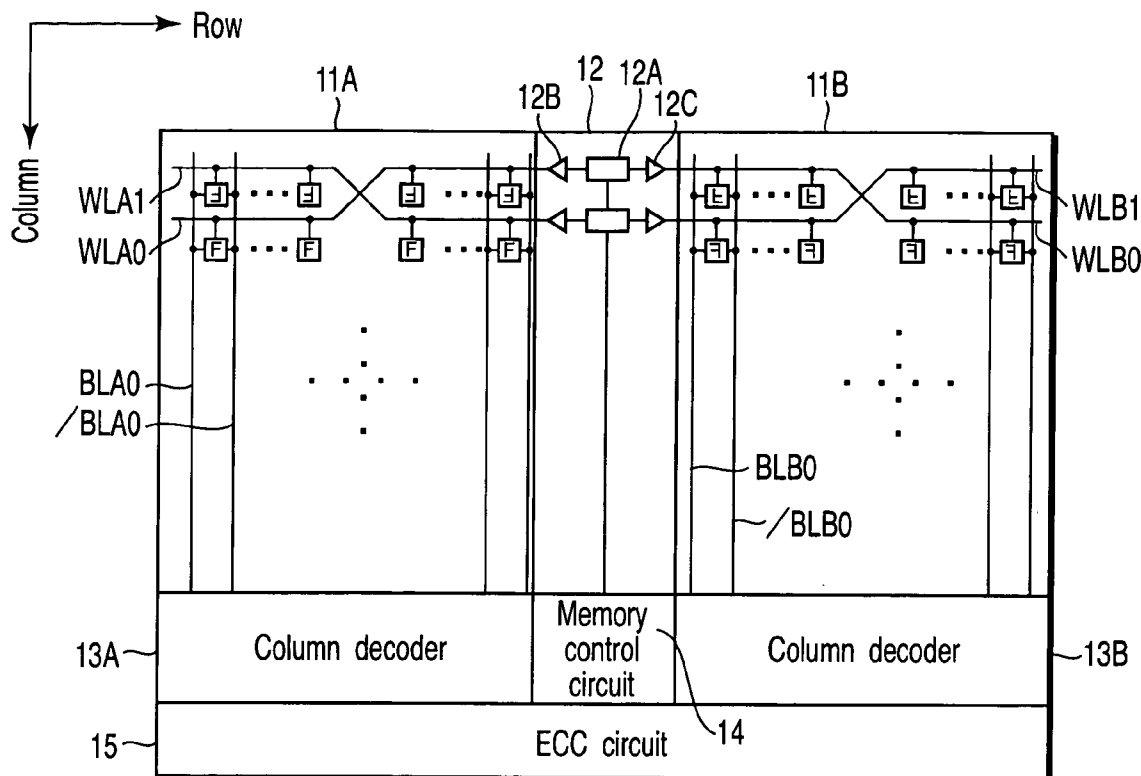 Row
Column
11A
12B
12
12A
12C
11B
WLA1
WLA0
WLB1
WLB0
F F F F
BLA0
/BLA0
BLB0
/BLB0
13A
Column decoder
Memory
control
circuit
Column decoder
13B
14
15
ECC circuit